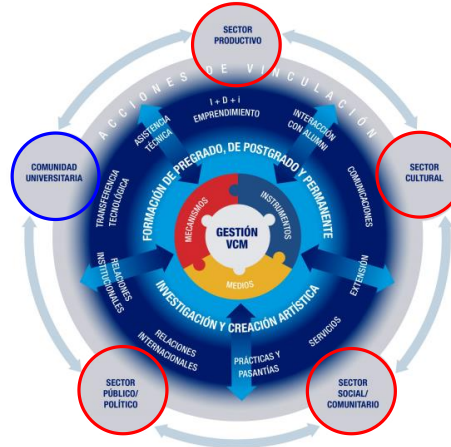 SECTOR
PRODUCTIVO
ACCIONES DE VINCULACIÓN
I + D + i
EMPRENDIMIENTO
ASISTENCIA
TÉCNICA
INTERACCIÓN
CON ALUMNI
COMUNIDAD
UNIVERSITARIA
SECTOR
CULTURAL
TRANSFERENCIA
TECNOLÓGICA
COMUNICACIONES
FORMACIÓN DE PREGRADO, DE POSTGRADO Y PERMANENTE
MECANISMOS
INSTRUMENTOS
GESTIÓN
VCM
MEDIOS
RELACIONES
INSTITUCIONALES
EXTENSIÓN
INVESTIGACIÓN Y CREACIÓN ARTÍSTICA
RELACIONES
INTERNACIONALES
PRÁCTICAS Y
PASANTÍAS
SERVICIOS
SECTOR
PÚBLICO/
POLÍTICO
SECTOR
SOCIAL/
COMUNITARIO